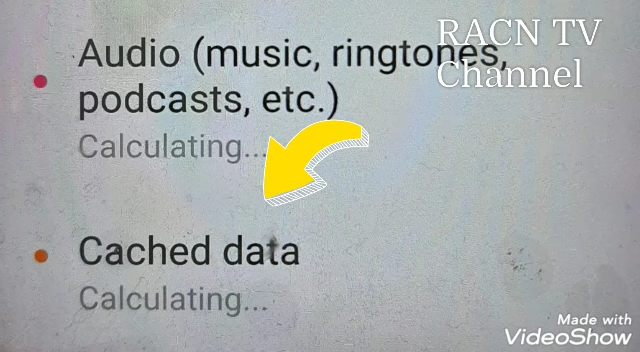 RACN TV
Channel
Audio (music, ringtones,
podcasts, etc.)
Calculating...
Cached data
Calculating...
Made with
VideoShow